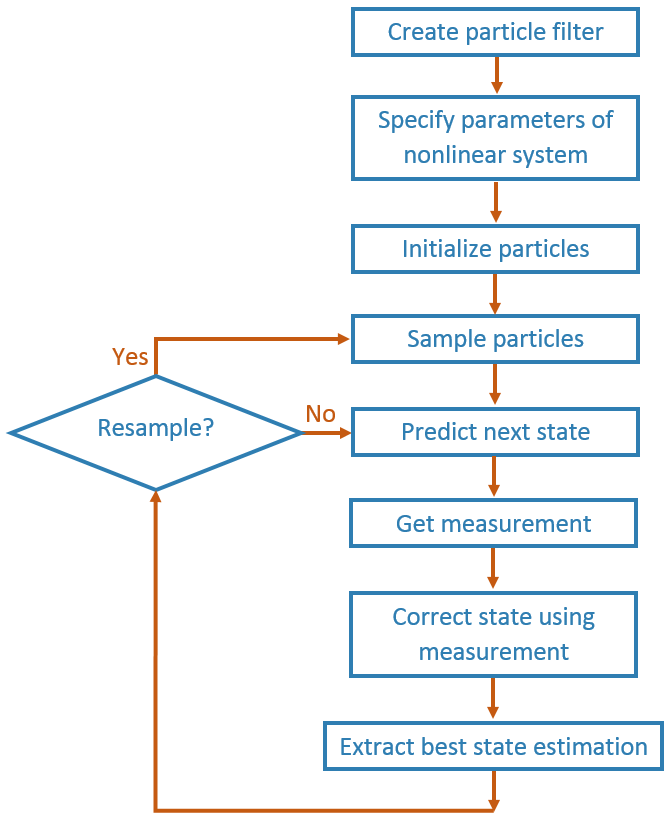 Create particle filter
Specify parameters of
nonlinear system
Initialize particles
Sample particles
Yes
Resample?
No
Predict next state
Get measurement
Correct state using
measurement
Extract best state estimation